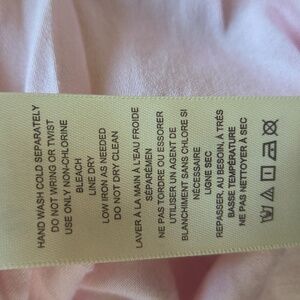 HAND WASH COLD SEPARATELY
DO NOT WRING OR TWIST
USE ONLY NON-CHLORINE
BLEACH
LINE DRY
LOW IRON AS NEEDED
DO NOT DRY CLEAN
LAVER À LA MAIN À L'EAU FROIDE
SÉPARÉMEN
NE PAS TORDRE OU ESSORER
UTILISER UN AGENT DE
BLANCHIMENT SANS CHLORE SI
NÉCESSAIRE
LIGNE SEC
REPASSER, AU BESOIN, À TRÈS
BASSE TEMPÉRATURE
NE PAS NETTOYER À SEC